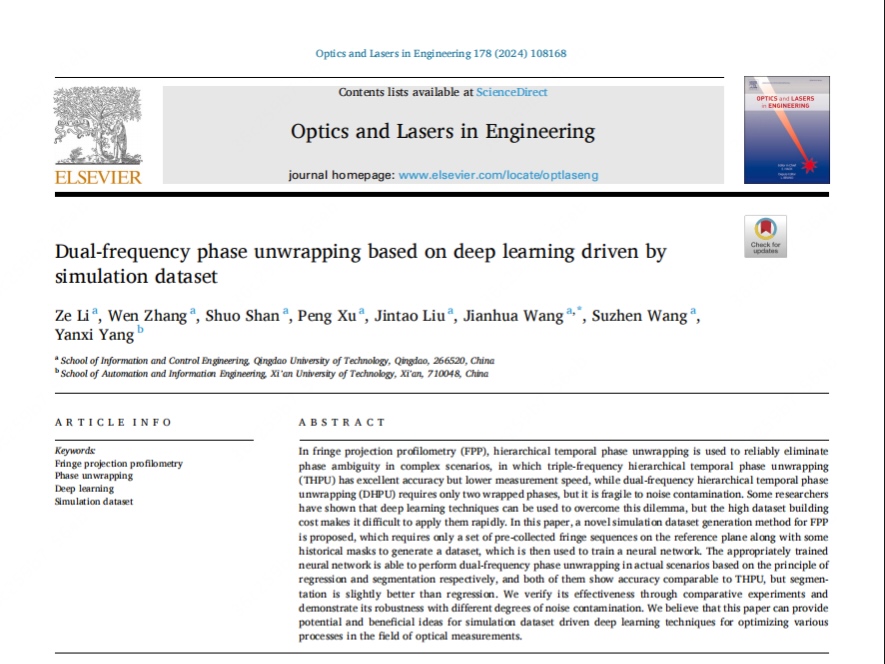 Optics and Lasers in Engineering 178 (2024) 108168
Contents lists available at ScienceDirect
Optics and Lasers in Engineering
journal homepage: www.elsevier.com/locate/optlaseng
ELSEVIER
OPTICS and LASERS
in ENGINEERING
Check for
updates
Dual-frequency phase unwrapping based on deep learning driven by
simulation dataset
Ze Li a, Wen Zhang a, Shuo Shan a, Peng Xu a, Jintao Liu a, Jianhua Wang a,*, Suzhen Wang a,
Yanxi Yang b
a School of Information and Control Engineering, Qingdao University of Technology, Qingdao, 266520, China
b School of Automation and Information Engineering, Xi'an University of Technology, Xi'an, 710048, China
ARTICLE INFO
Keywords:
Fringe projection profilometry
Phase unwrapping
Deep learning
Simulation dataset
ABSTRACT
In fringe projection profilometry (FPP), hierarchical temporal phase unwrapping is used to reliably eliminate
phase ambiguity in complex scenarios, in which triple-frequency hierarchical temporal phase unwrapping
(THPU) has excellent accuracy but lower measurement speed, while dual-frequency hierarchical temporal phase
unwrapping (DHPU) requires only two wrapped phases, but it is fragile to noise contamination. Some researchers
have shown that deep learning techniques can be used to overcome this dilemma, but the high dataset building
cost makes it difficult to apply them rapidly. In this paper, a novel simulation dataset generation method for FPP
is proposed, which requires only a set of pre-collected fringe sequences on the reference plane along with some
historical masks to generate a dataset, which is then used to train a neural network. The appropriately trained
neural network is able to perform dual-frequency phase unwrapping in actual scenarios based on the principle of
regression and segmentation respectively, and both of them show accuracy comparable to THPU, but segmen-
tation is slightly better than regression. We verify its effectiveness through comparative experiments and
demonstrate its robustness with different degrees of noise contamination. We believe that this paper can provide
potential and beneficial ideas for simulation dataset driven deep learning techniques for optimizing various
processes in the field of optical measurements.